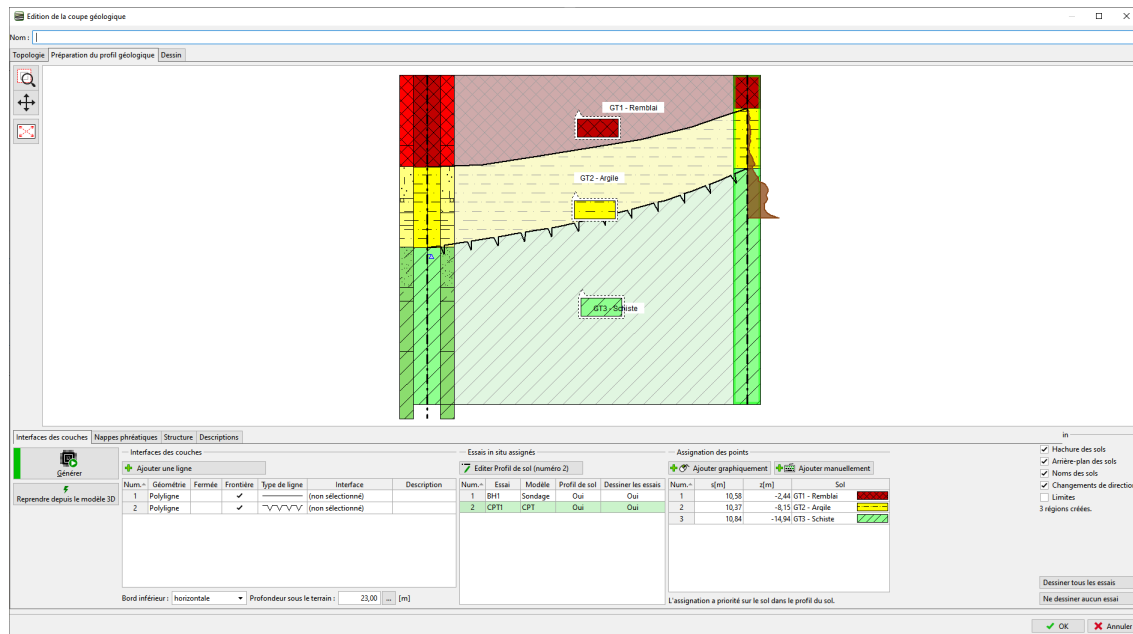 Edition de la coupe géologique
Nom :
Topologie Préparation du profil géologique Dessin
GT1 - Remblai
GT2 - Argile
GT3 - Schiste
Interfaces des couches Nappes phréatiques Structure Descriptions
Générer
Reprendre depuis le modèle 3D
Interfaces des couches
Ajouter une ligne
Num. Géométrie Fermée Frontière Type de ligne Interface Description
1 Polyligne (non sélectionné)
2 Polyligne (non sélectionné)
Bord inférieur : horizontale Profondeur sous le terrain : 23,00 ... [m]
Essais in situ assignés
Editer Profil de sol (numéro 2)
Num. Essai Modèle Profil de sol Dessiner les essais
1 BH1 Sondage Oui Oui
2 CPT1 CPT Oui Oui
Assignation des points
Ajouter graphiquement Ajouter manuellement
Num. s[m] z[m] Sol
1 10,58 -2,44 GT1 - Remblai
2 10,37 -8,15 GT2 - Argile
3 10,84 -14,94 GT3 - Schiste
L'assignation a priorité sur le sol dans le profil du sol.
in
Hachure des sols
Arrière-plan des sols
Noms des sols
Changements de direction
Limites
3 régions créées.
Dessiner tous les essais
Ne dessiner aucun essai
OK Annuler